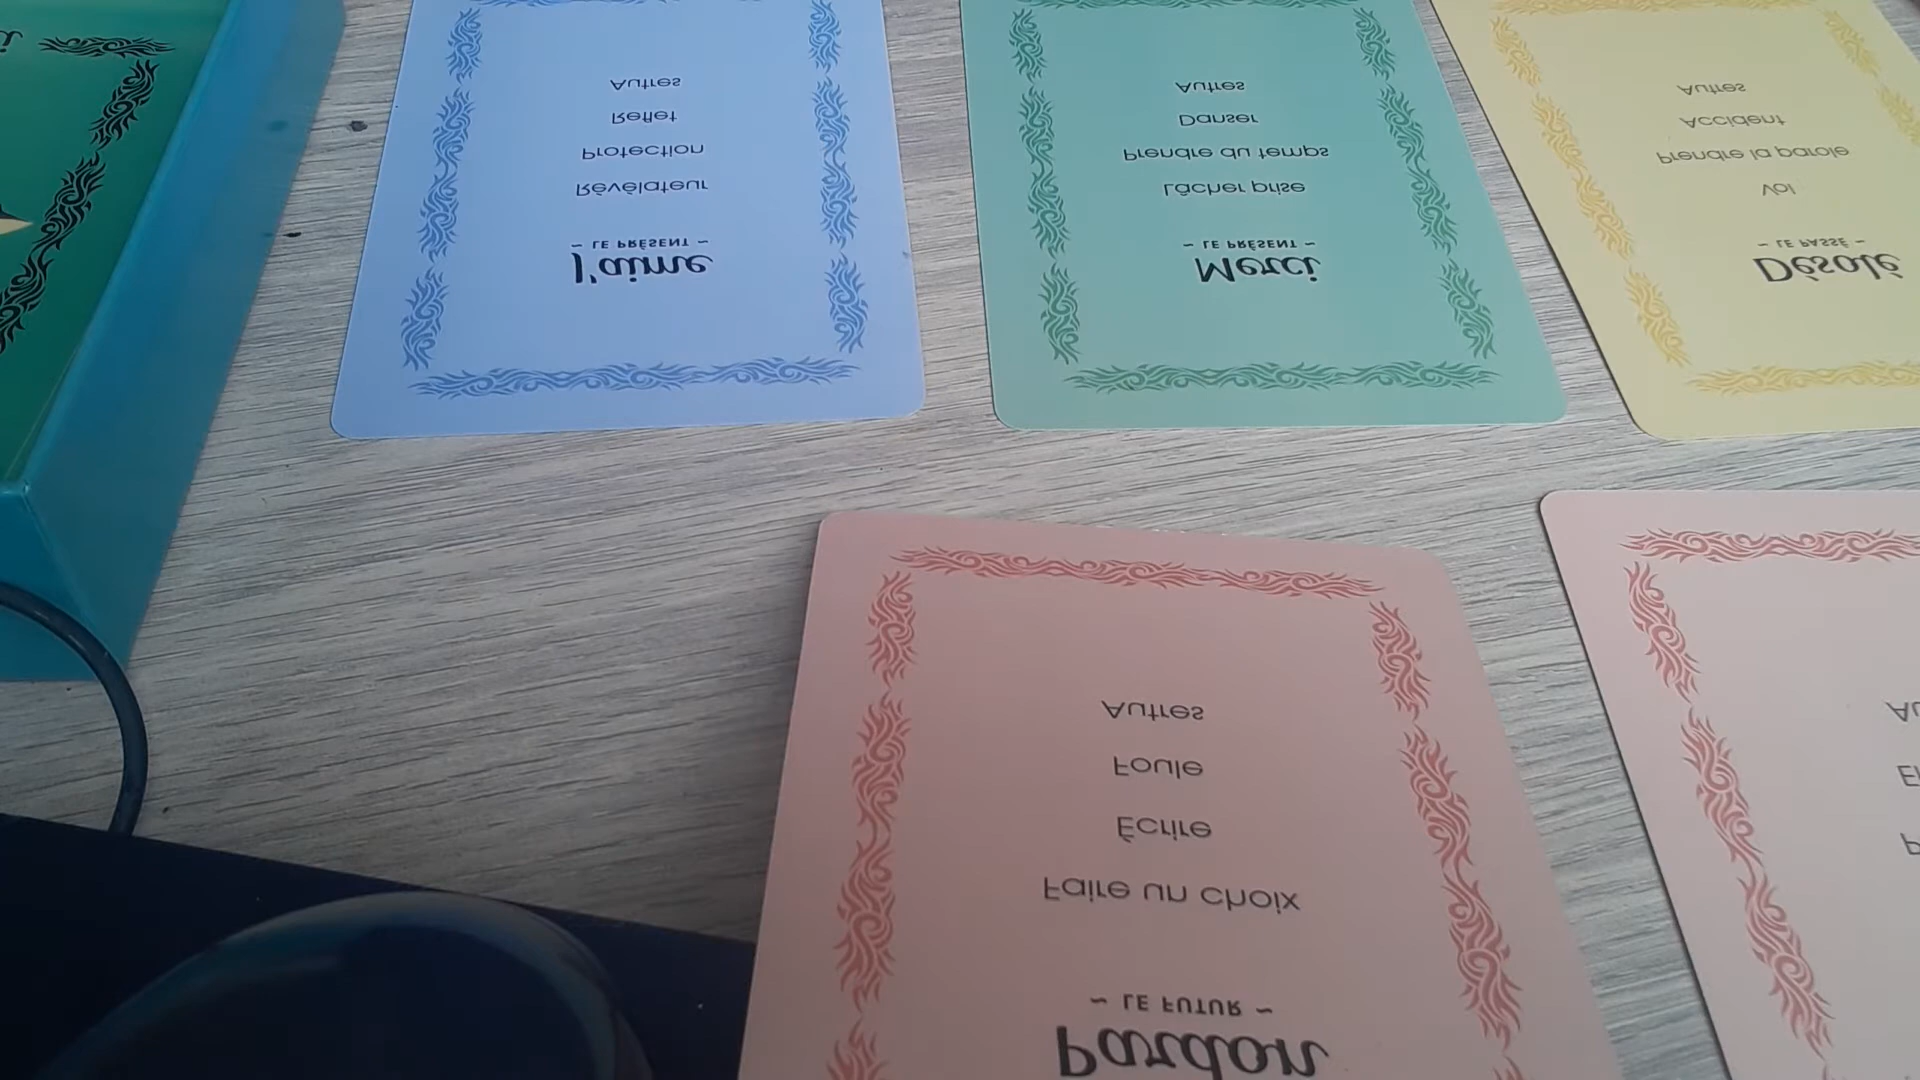 J'aime
~ LE PRÉSENT ~
Révélateur
Protection
Reflet
Autres
Merci
~ LE PRÉSENT ~
Lâcher prise
Prendre du temps
Danser
Autres
Désolé
~ LE PASSÉ ~
Vol
Prendre la parole
Accident
Autres
Pardon
~ LE FUTUR ~
Faire un choix
Écrire
Foule
Autres